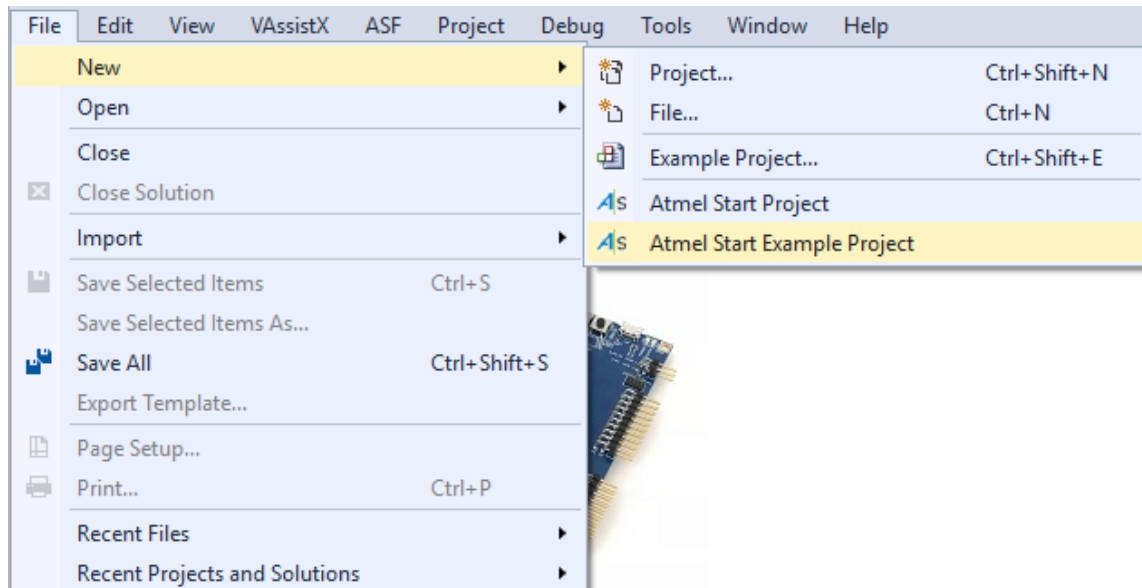 File Edit View VAssistX ASF Project Debug Tools Window Help
New
Open
Close
Close Solution
Import
Save Selected Items Ctrl+S
Save Selected Items As...
Save All Ctrl+Shift+S
Export Template...
Page Setup...
Print... Ctrl+P
Recent Files
Recent Projects and Solutions
Project... Ctrl+Shift+N
File... Ctrl+N
Example Project... Ctrl+Shift+E
As Atmel Start Project
As Atmel Start Example Project